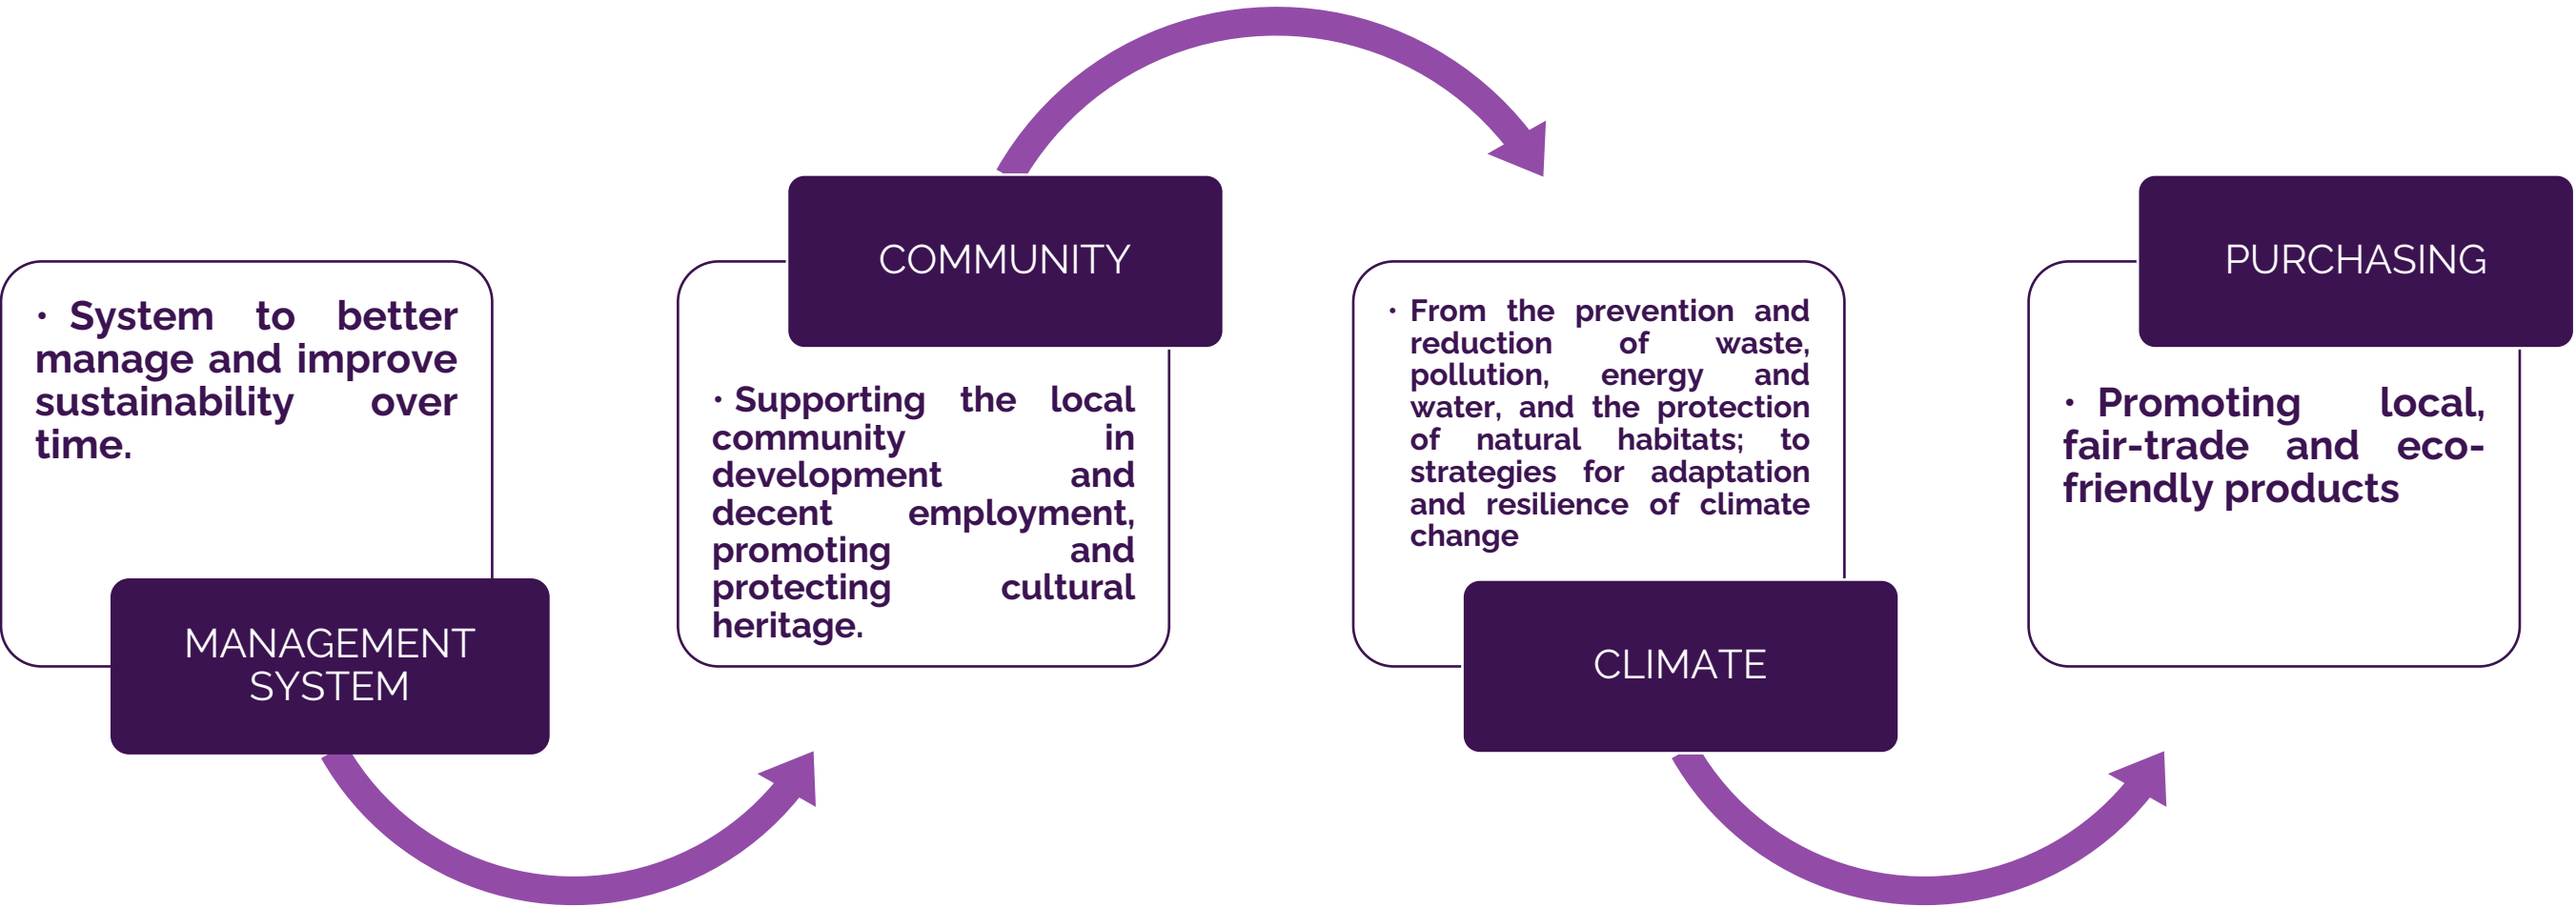 · System to better
manage and improve
sustainability over
time.
MANAGEMENT
SYSTEM
COMMUNITY
· Supporting the local
community in
development and
decent employment,
promoting and
protecting cultural
heritage.
· From the prevention and
reduction of waste,
pollution, energy and
water, and the protection
of natural habitats; to
strategies for adaptation
and resilience of climate
change
CLIMATE
PURCHASING
· Promoting local,
fair-trade and eco-
friendly products